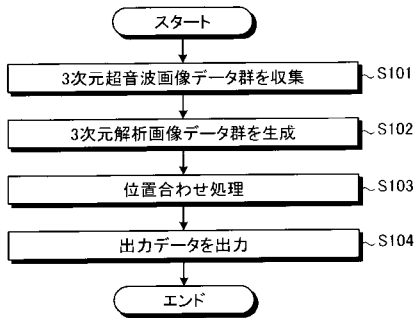 スタート
3次元超音波画像データ群を収集 S101
3次元解析画像データ群を生成 S102
位置合わせ処理 S103
出力データを出力 S104
エンド